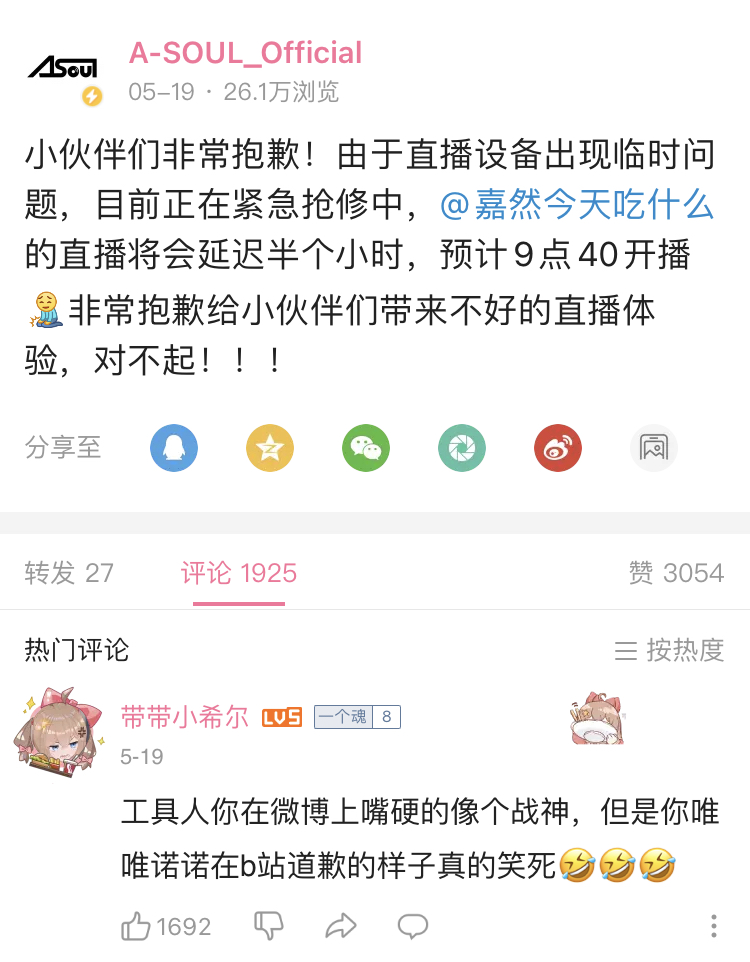 ASoul
A-SOUL_Official
05-19 · 26.1万浏览
小伙伴们非常抱歉！由于直播设备出现临时问
题，目前正在紧急抢修中，@嘉然今天吃什么
的直播将会延迟半个小时，预计9点40开播
🧎非常抱歉给小伙伴们带来不好的直播体
验，对不起！！！
分享至
转发 27 评论 1925 赞 3054
热门评论 按热度
带带小希尔 LV5 一个魂 8
5-19
工具人你在微博上嘴硬的像个战神，但是你唯
唯诺诺在b站道歉的样子真的笑死🤣🤣🤣
1692